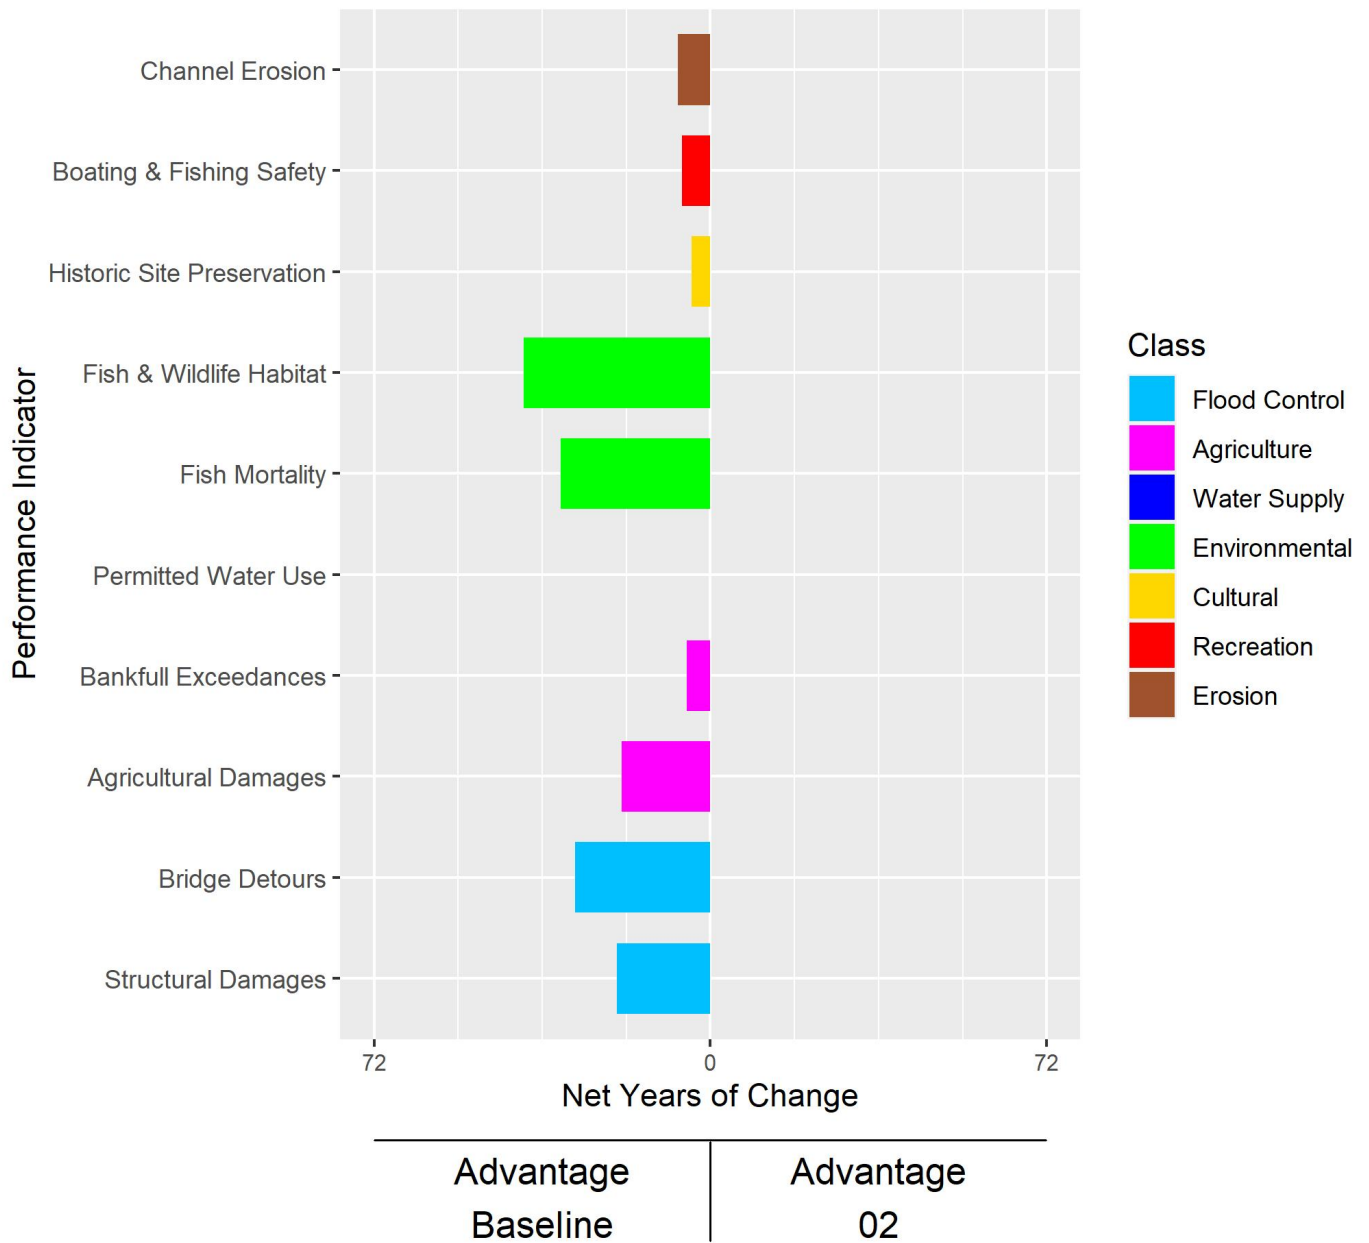 Channel Erosion
Boating & Fishing Safety
Historic Site Preservation
Fish & Wildlife Habitat
Fish Mortality
Permitted Water Use
Bankfull Exceedances
Agricultural Damages
Bridge Detours
Structural Damages
Performance Indicator
72 0 72
Net Years of Change
Advantage Advantage
Baseline 02
Class
Flood Control
Agriculture
Water Supply
Environmental
Cultural
Recreation
Erosion